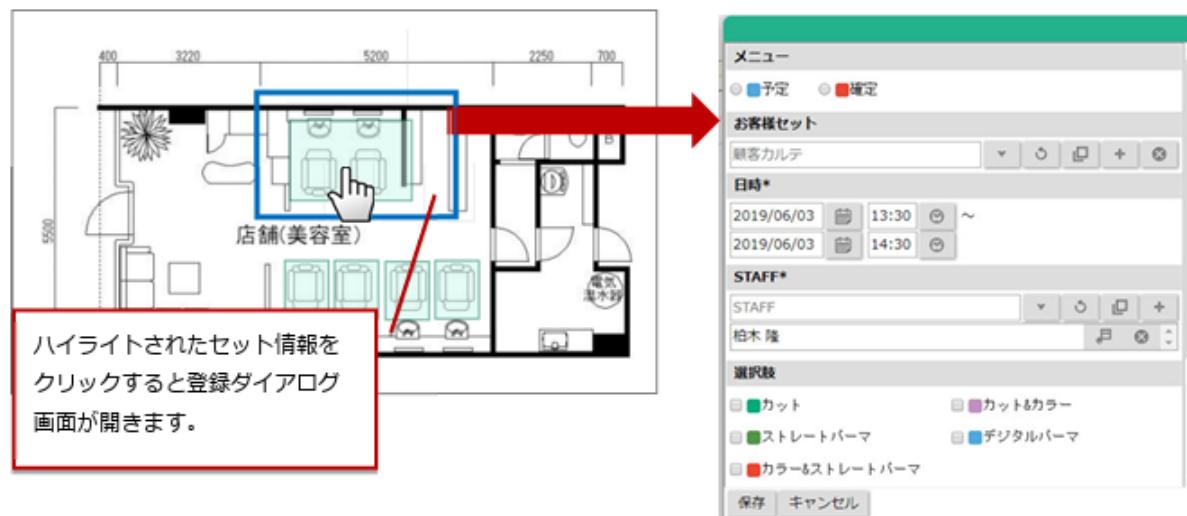 400 3220 5200 2250 700
5500
店舗(美容室)
電気
温水器
B
ハイライトされたセット情報を
クリックすると登録ダイアログ
画面が開きます。
メニュー
予定 確定
お客様セット
顧客カルテ
日時*
2019/06/03 13:30 ～
2019/06/03 14:30
STAFF*
STAFF
柏木 隆
選択肢
カット カット&カラー
ストレートパーマ デジタルパーマ
カラー&ストレートパーマ
保存 キャンセル